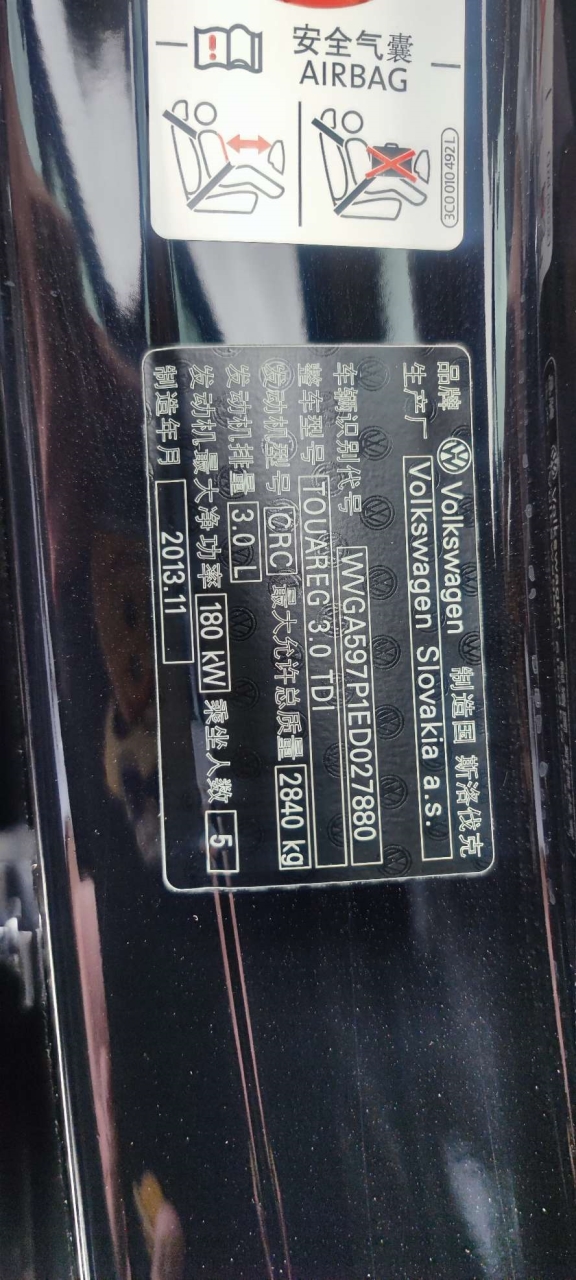 安全气囊
AIRBAG
3C0 010 492 L
品牌 Volkswagen 制造国 斯洛伐克
生产厂 Volkswagen Slovakia a.s.
车辆识别代号 WVGA597P1ED027880
整车型号 TOUAREG 3.0 TDI
发动机型号 CRC 最大允许总质量 2840 kg
发动机排量 3.0 L
发动机最大净功率 180 kW 乘坐人数 5
制造年月 2013.11